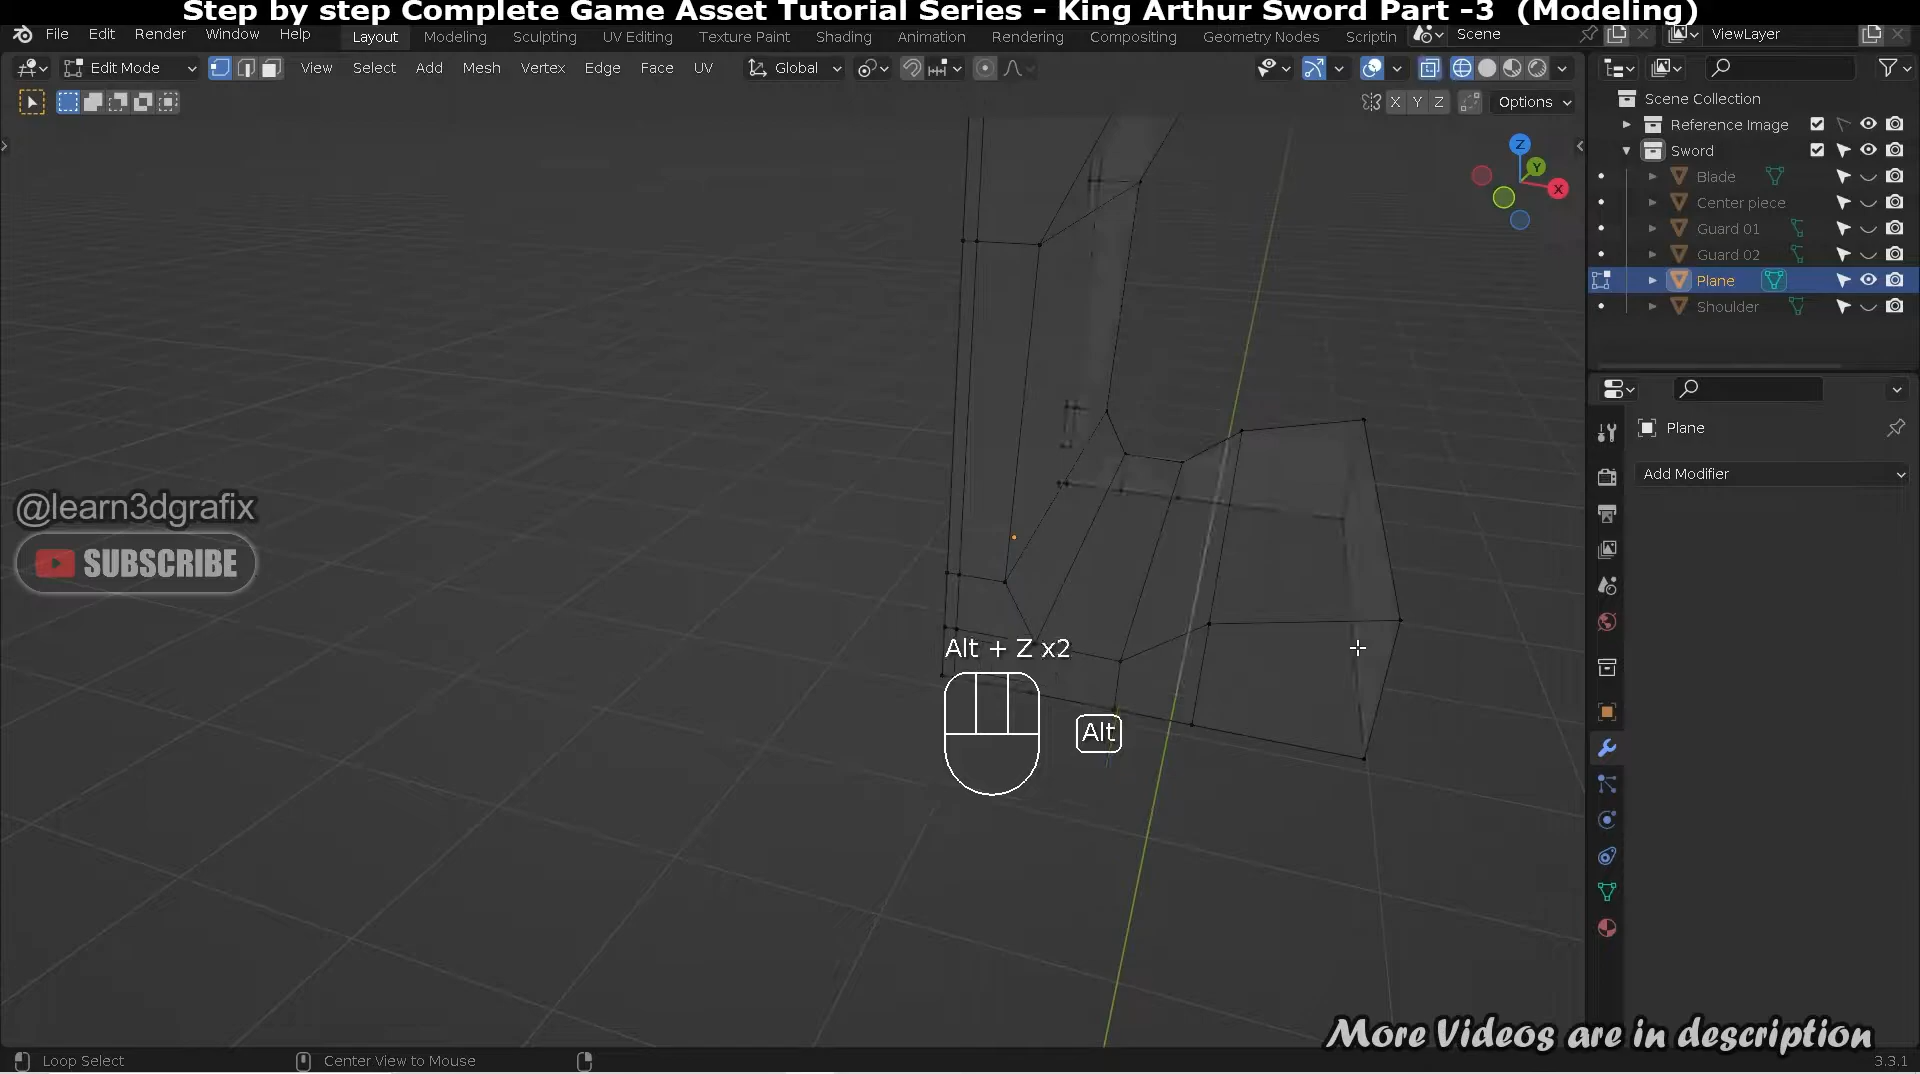 Step by step Complete Game Asset Tutorial Series - King Arthur Sword Part -3 (Modeling)
File Edit Render Window Help Layout Modeling Sculpting UV Editing Texture Paint Shading Animation Rendering Compositing Geometry Nodes Scriptin Scene ViewLayer
Edit Mode View Select Add Mesh Vertex Edge Face UV Global
X Y Z Options
Scene Collection
Reference Image
Sword
Blade
Center piece
Guard 01
Guard 02
Plane
Shoulder
Z
Y
X
Plane
Add Modifier
@learn3dgrafix
SUBSCRIBE
Alt + Z x2
Alt
More Videos are in description
Loop Select Center View to Mouse 3.3.1